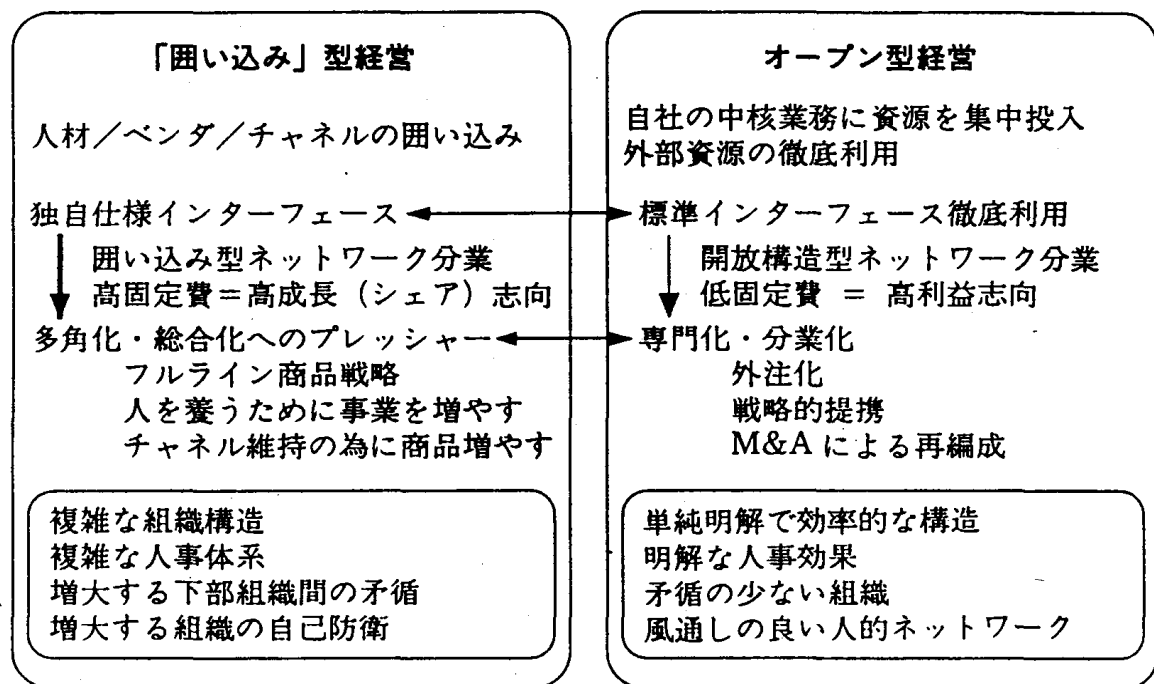 「囲い込み」型経営
人材／ベンダ／チャネルの囲い込み
独自仕様インターフェース
囲い込み型ネットワーク分業
高固定費＝高成長（シェア）志向
多角化・総合化へのプレッシャー
フルライン商品戦略
人を養うために事業を増やす
チャネル維持の為に商品増やす
複雑な組織構造
複雑な人事体系
増大する下部組織間の矛循
増大する組織の自己防衛
オープン型経営
自社の中核業務に資源を集中投入
外部資源の徹底利用
標準インターフェース徹底利用
開放構造型ネットワーク分業
低固定費 ＝ 高利益志向
専門化・分業化
外注化
戦略的提携
M&Aによる再編成
単純明解で効率的な構造
明解な人事効果
矛循の少ない組織
風通しの良い人的ネットワーク